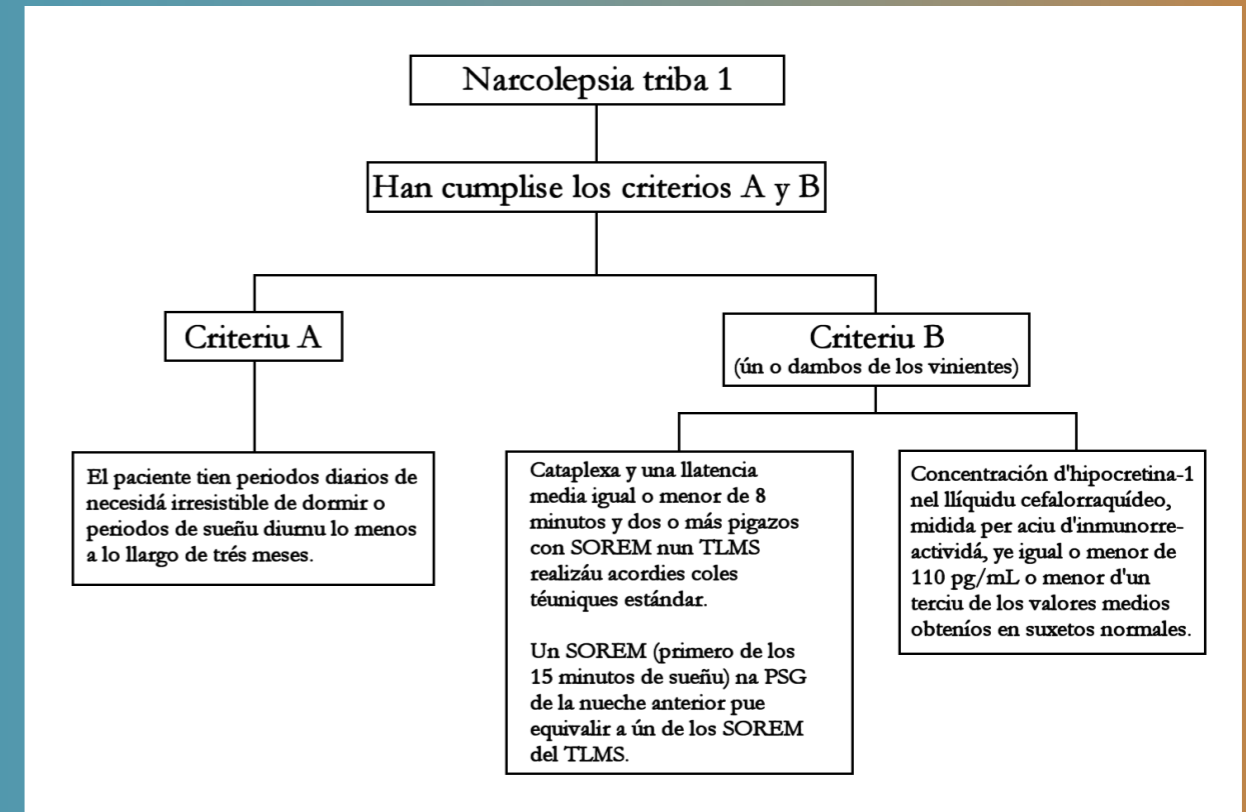 Narcolepsia triba 1
Han cumplise los criterios A y B
Criteriu A
El paciente tien periodos diarios de
necesidá irresistible de dormir o
periodos de sueñu diurnu lo menos
a lo llargo de trés meses.
Criteriu B
(ún o dambos de los vinientes)
Cataplexa y una llatencia
media igual o menor de 8
minutos y dos o más pigazos
con SOREM nun TLMS
realizáu acordies coles
téuniques estándar.
Un SOREM (primero de los
15 minutos de sueñu) na PSG
de la nueche anterior pue
equivalir a ún de los SOREM
del TLMS.
Concentración d'hipocretina-1
nel llíquidu cefalorraquídeo,
midida per aciu d'inmunorre-
actividá, ye igual o menor de
110 pg/mL o menor d'un
terciu de los valores medios
obteníos en suxetos normales.